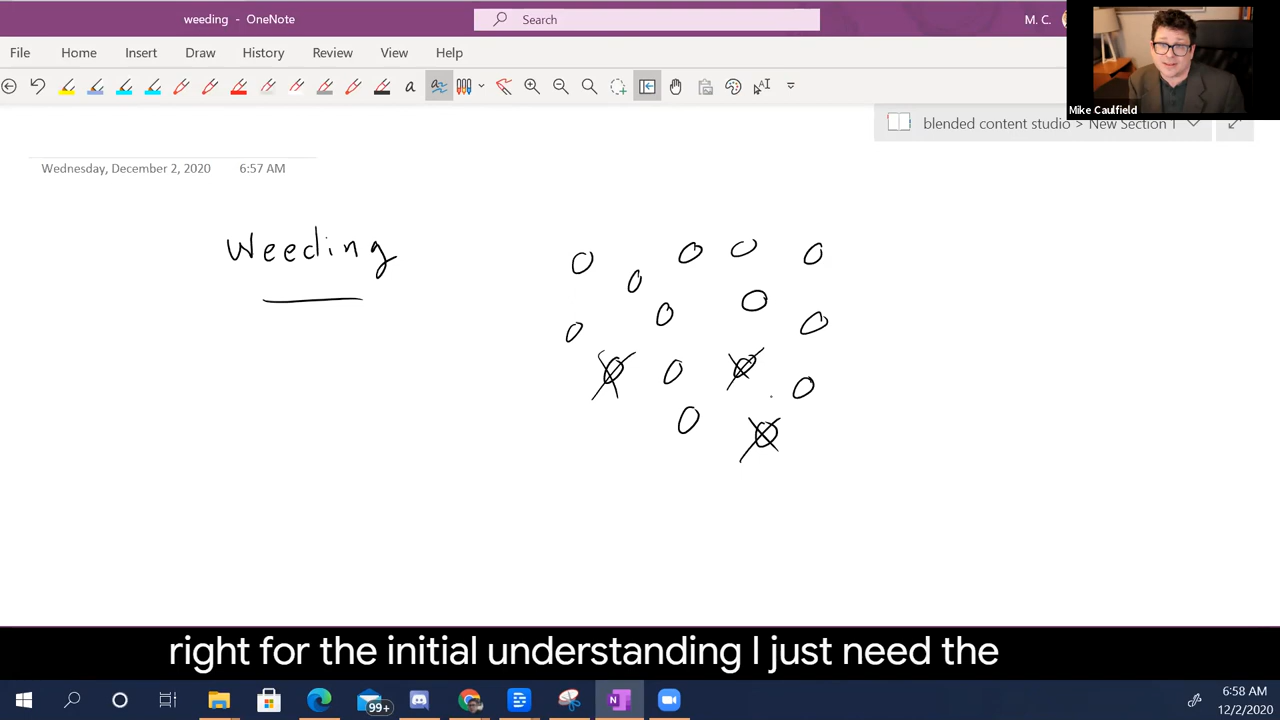 weeding - OneNote
Search
M. C.
File Home Insert Draw History Review View Help
Mike Caulfield
blended content studio > New Section 1
Wednesday, December 2, 2020 6:57 AM
Weeding
right for the initial understanding I just need the
99+
6:58 AM
12/2/2020